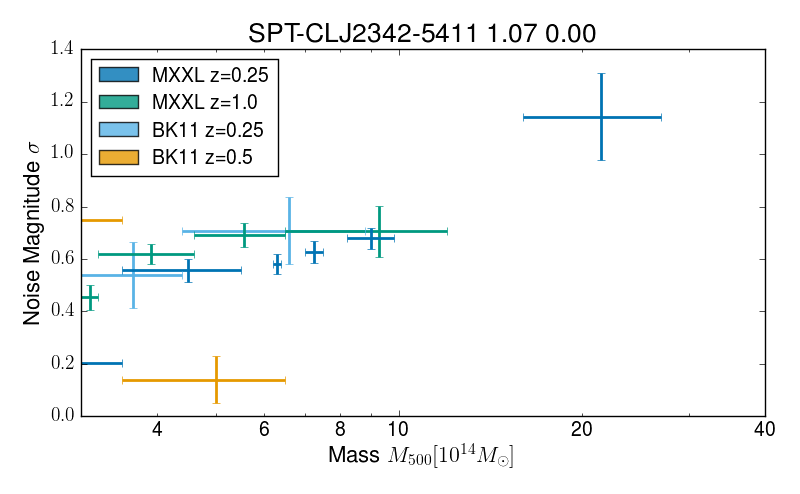 SPT-CLJ2342-5411 1.07 0.00
1.4
1.2
1.0
0.8
0.6
0.4
0.2
0.0
Noise Magnitude σ
MXXL z=0.25
MXXL z=1.0
BK11 z=0.25
BK11 z=0.5
4 6 8 10 20 40
Mass M₅₀₀[10¹⁴M☉]